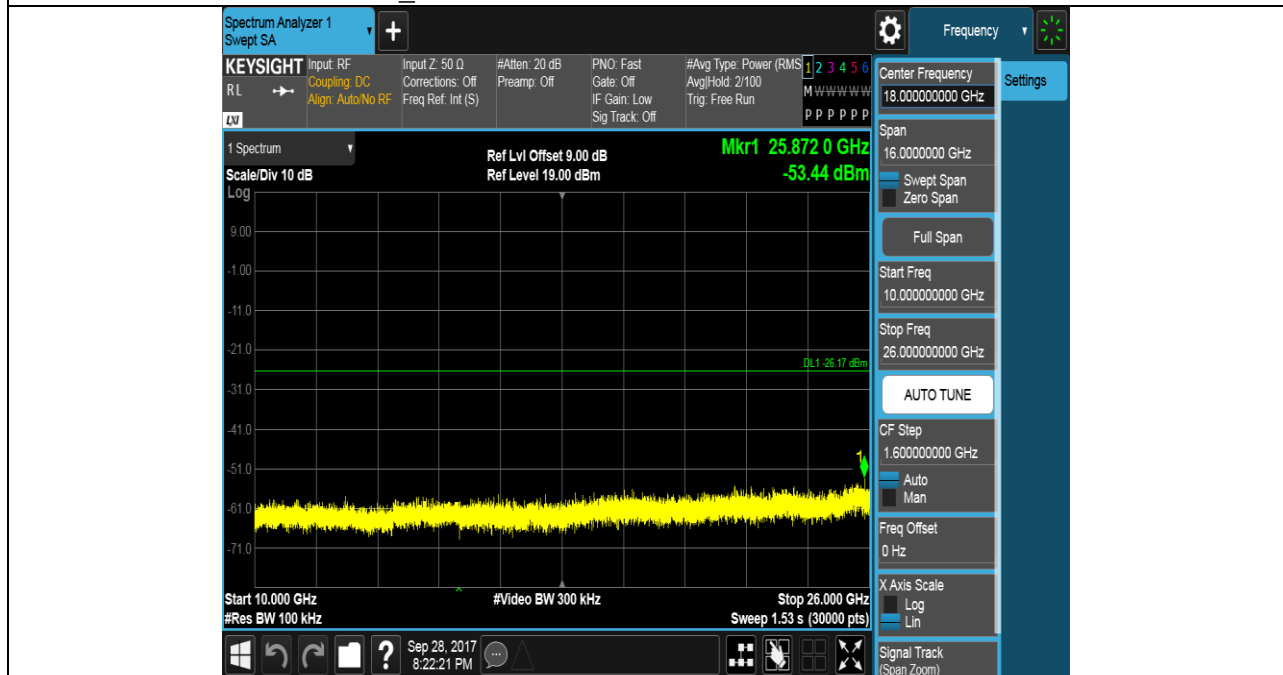 Spectrum Analyzer 1
Swept SA
+
Frequency
KEYSIGHT
RL
LXI
Input: RF
Coupling: DC
Align: Auto/No RF
Input Z: 50 Ω
Corrections: Off
Freq Ref: Int (S)
#Atten: 20 dB
Preamp: Off
PNO: Fast
Gate: Off
IF Gain: Low
Sig Track: Off
#Avg Type: Power (RMS
Avg|Hold: 2/100
Trig: Free Run
1 2 3 4 5 6
M W W W W W
P P P P P P
1 Spectrum
Scale/Div 10 dB
Log
Ref Lvl Offset 9.00 dB
Ref Level 19.00 dBm
Mkr1 25.872 0 GHz
-53.44 dBm
9.00
-1.00
-11.0
-21.0
DL1 -26.17 dBm
-31.0
-41.0
1
-51.0
-61.0
-71.0
Start 10.000 GHz
#Video BW 300 kHz
Stop 26.000 GHz
#Res BW 100 kHz
Sweep 1.53 s (30000 pts)
?
Sep 28, 2017
8:22:21 PM
Center Frequency
18.000000000 GHz
Settings
Span
16.0000000 GHz
Swept Span
Zero Span
Full Span
Start Freq
10.000000000 GHz
Stop Freq
26.000000000 GHz
AUTO TUNE
CF Step
1.600000000 GHz
Auto
Man
Freq Offset
0 Hz
X Axis Scale
Log
Lin
Signal Track
(Span Zoom)